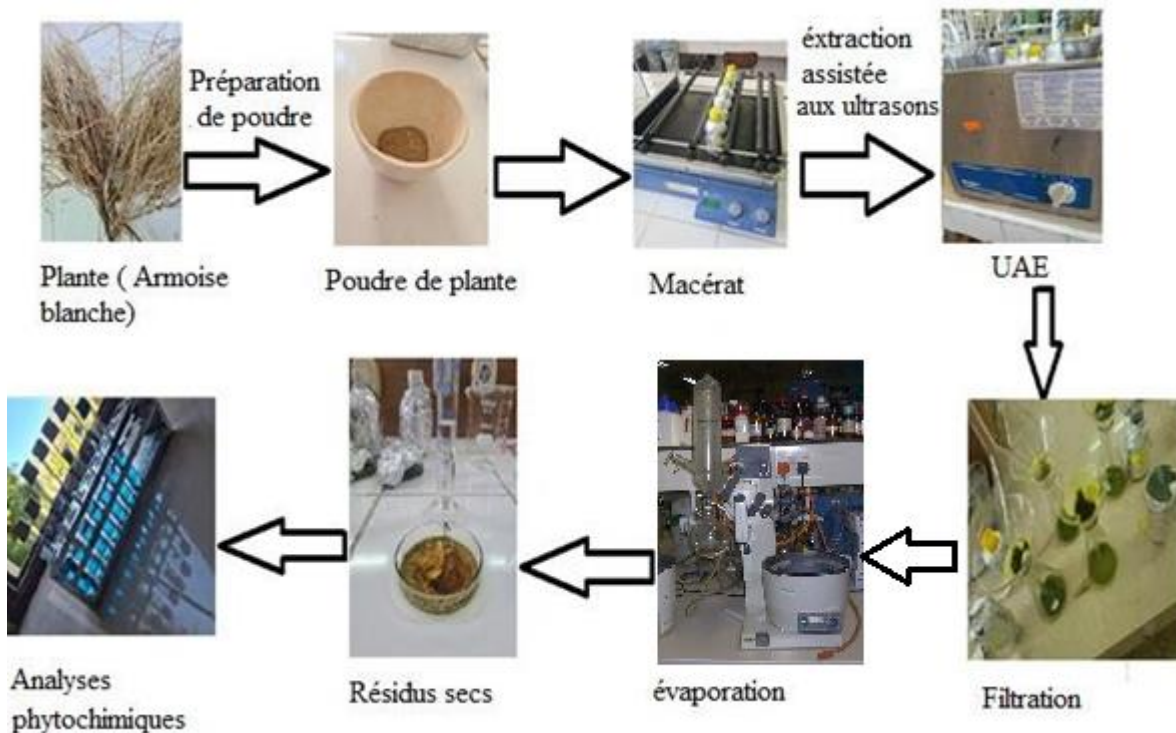 Préparation
de poudre
éxtraction
assistée
aux ultrasons
Plante ( Armoise
blanche)
Poudre de plante
Macérat
UAE
Analyses
phytochimiques
Résidus secs
évaporation
Filtration